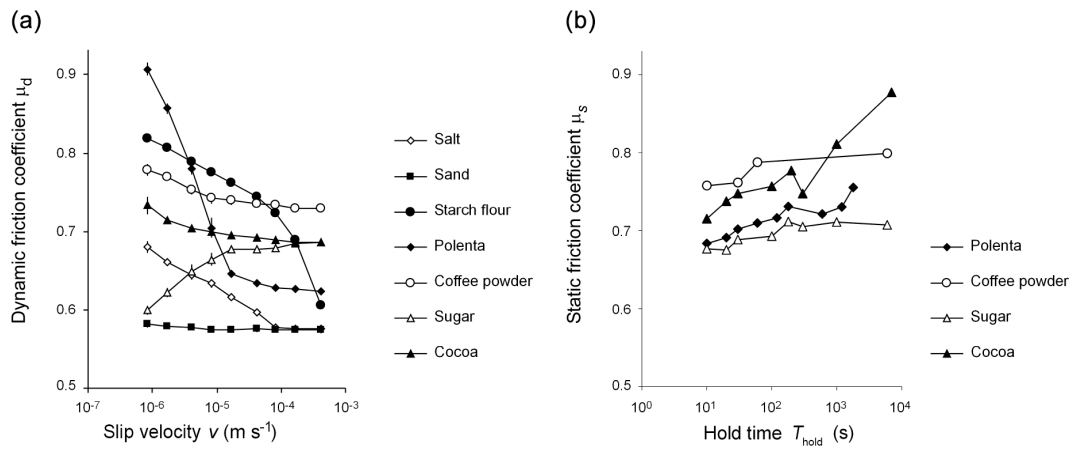 (a)
Dynamic friction coefficient μd
0.9
0.8
0.7
0.6
0.5
10-7
10-6
10-5
10-4
10-3
Slip velocity v (m s-1)
Salt
Sand
Starch flour
Polenta
Coffee powder
Sugar
Cocoa
(b)
Static friction coefficient μs
0.9
0.8
0.7
0.6
0.5
100
101
102
103
104
Hold time Thold (s)
Polenta
Coffee powder
Sugar
Cocoa